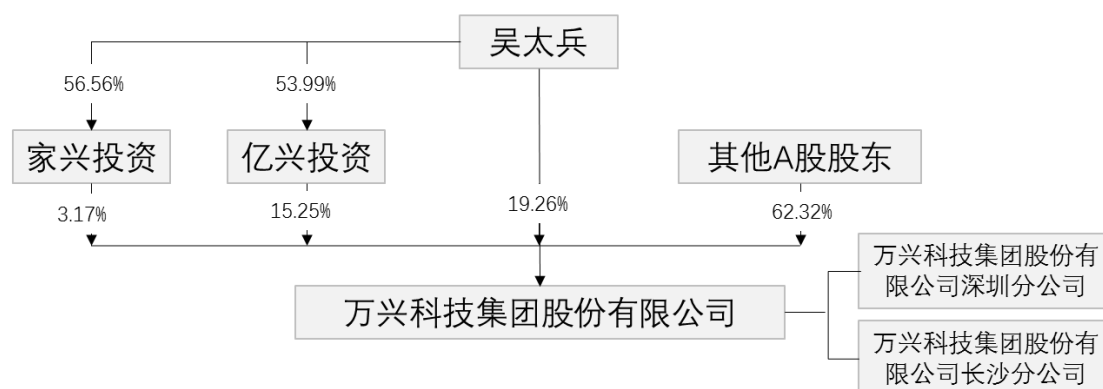 吴太兵
56.56%
53.99%
家兴投资
亿兴投资
其他A股股东
3.17%
15.25%
19.26%
62.32%
万兴科技集团股份有限公司
万兴科技集团股份有
限公司深圳分公司
万兴科技集团股份有
限公司长沙分公司